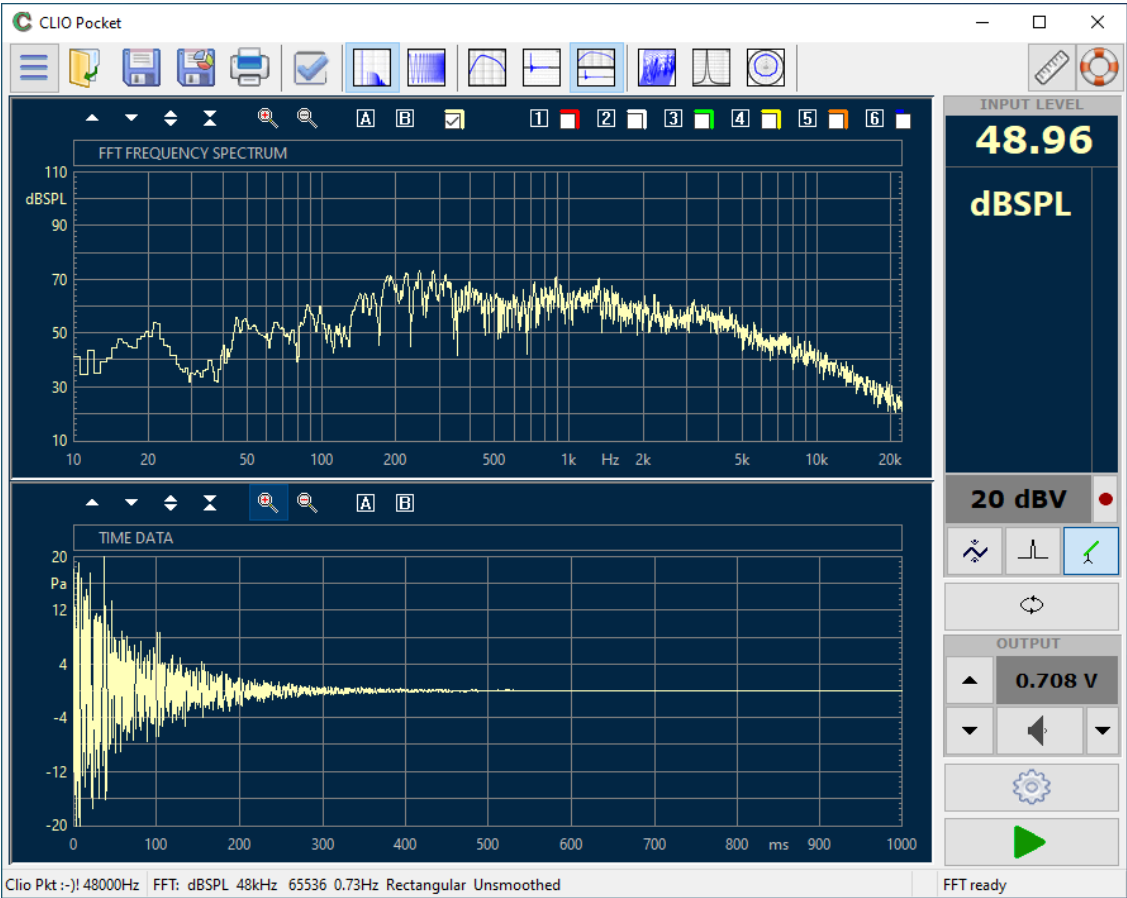 CLIO Pocket
INPUT LEVEL
48.96
dBSPL
A B 1 2 3 4 5 6
FFT FREQUENCY SPECTRUM
110
dBSPL
90
70
50
30
10
10 20 50 100 200 500 1k Hz 2k 5k 10k 20k
20 dBV
A B
TIME DATA
20
Pa
12
4
-4
-12
-20
0 100 200 300 400 500 600 700 800 ms 900 1000
OUTPUT
0.708 V
Clio Pkt :-)! 48000Hz FFT: dBSPL 48kHz 65536 0.73Hz Rectangular Unsmoothed FFT ready